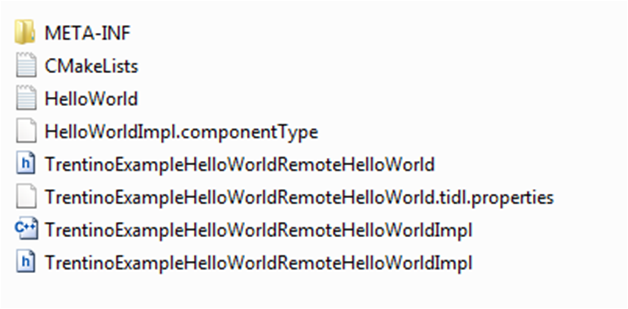 META-INF
CMakeLists
HelloWorld
HelloWorldImpl.componentType
h TrentinoExampleHelloWorldRemoteHelloWorld
TrentinoExampleHelloWorldRemoteHelloWorld.tidl.properties
C++ TrentinoExampleHelloWorldRemoteHelloWorldImpl
h TrentinoExampleHelloWorldRemoteHelloWorldImpl